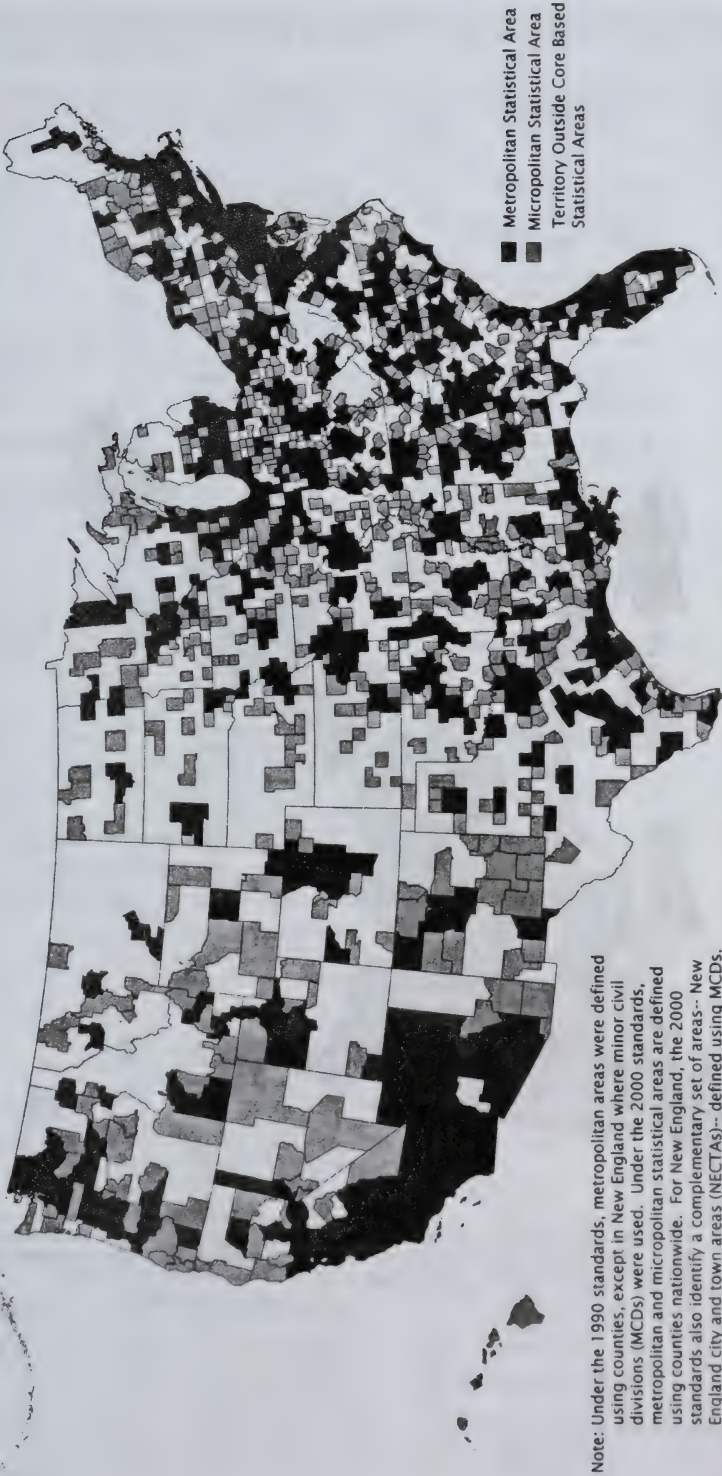 Metropolitan Statistical Area
Micropolitan Statistical Area
Territory Outside Core Based
Statistical Areas
Note: Under the 1990 standards, metropolitan areas were defined
using counties, except in New England where minor civil
divisions (MCDs) were used. Under the 2000 standards,
metropolitan and micropolitan statistical areas are defined
using counties nationwide. For New England, the 2000
standards also identify a complementary set of areas-- New
England city and town areas (NECTAs)-- defined using MCDs.